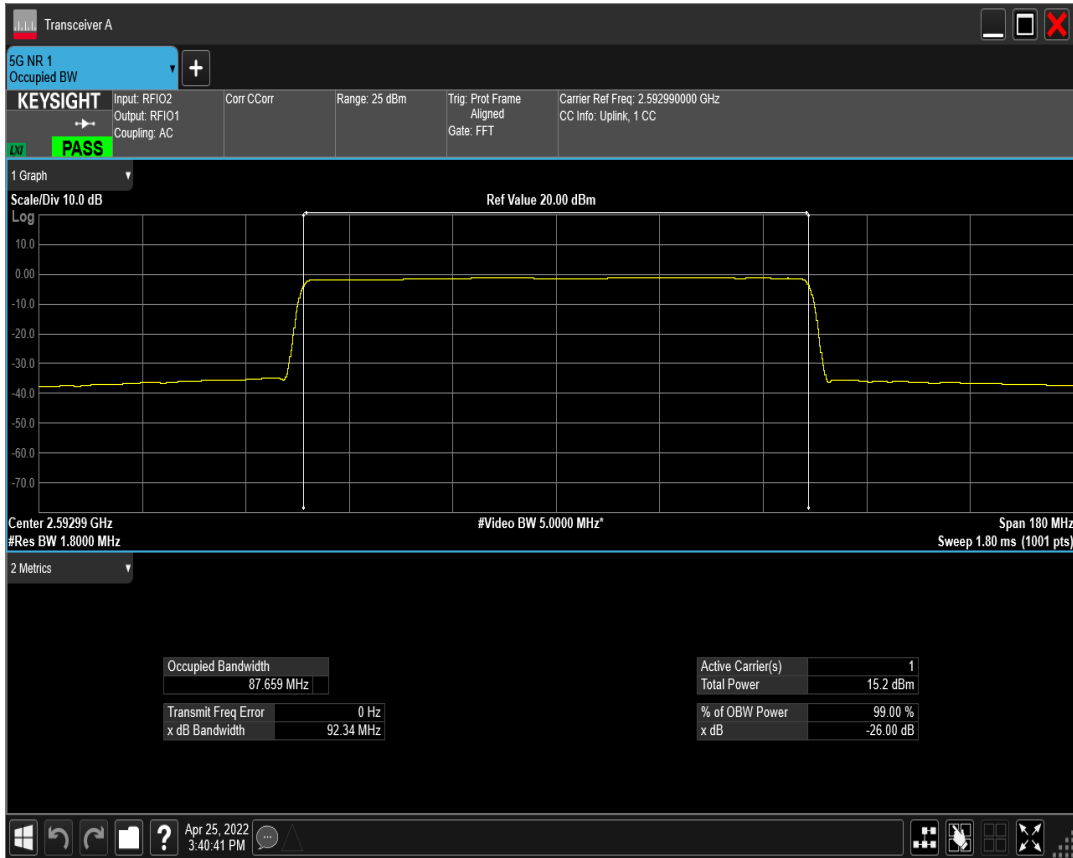 Transceiver A
5G NR 1
Occupied BW
KEYSIGHT
LXI
PASS
Input: RFIO2
Output: RFIO1
Coupling: AC
Corr CCorr
Range: 25 dBm
Trig: Prot Frame
Aligned
Gate: FFT
Carrier Ref Freq: 2.592990000 GHz
CC Info: Uplink, 1 CC
1 Graph
Scale/Div 10.0 dB
Ref Value 20.00 dBm
Log
10.0
0.00
-10.0
-20.0
-30.0
-40.0
-50.0
-60.0
-70.0
Center 2.59299 GHz
#Video BW 5.0000 MHz*
Span 180 MHz
#Res BW 1.8000 MHz
Sweep 1.80 ms (1001 pts)
2 Metrics
Occupied Bandwidth
87.659 MHz
Transmit Freq Error 0 Hz
x dB Bandwidth 92.34 MHz
Active Carrier(s) 1
Total Power 15.2 dBm
% of OBW Power 99.00 %
x dB -26.00 dB
Apr 25, 2022
3:40:41 PM